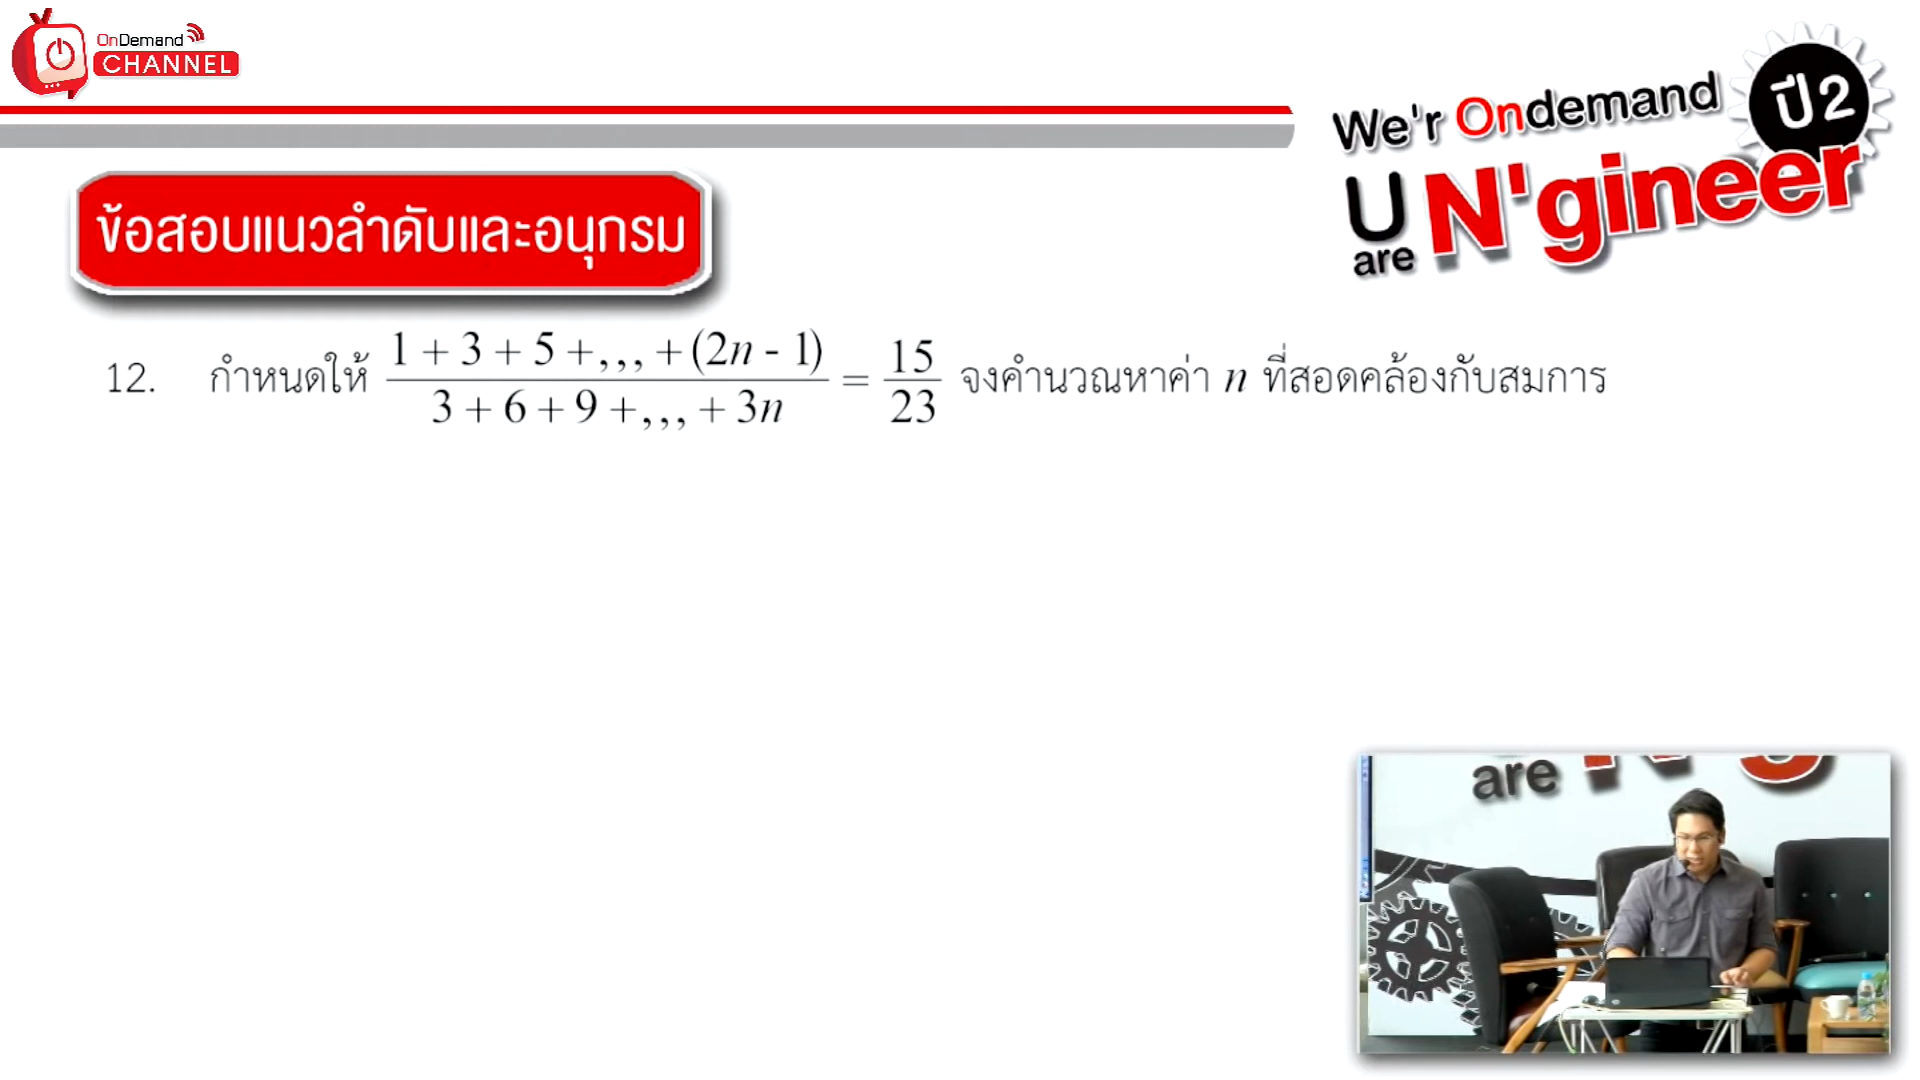 OnDemand
CHANNEL
We'r Ondemand ปี2
U are N'gineer
ข้อสอบแนวลำดับและอนุกรม
12. กำหนดให้ (1 + 3 + 5 +,,, + (2n - 1))/(3 + 6 + 9 +,,, + 3n) = 15/23 จงคำนวณหาค่า n ที่สอดคล้องกับสมการ
are